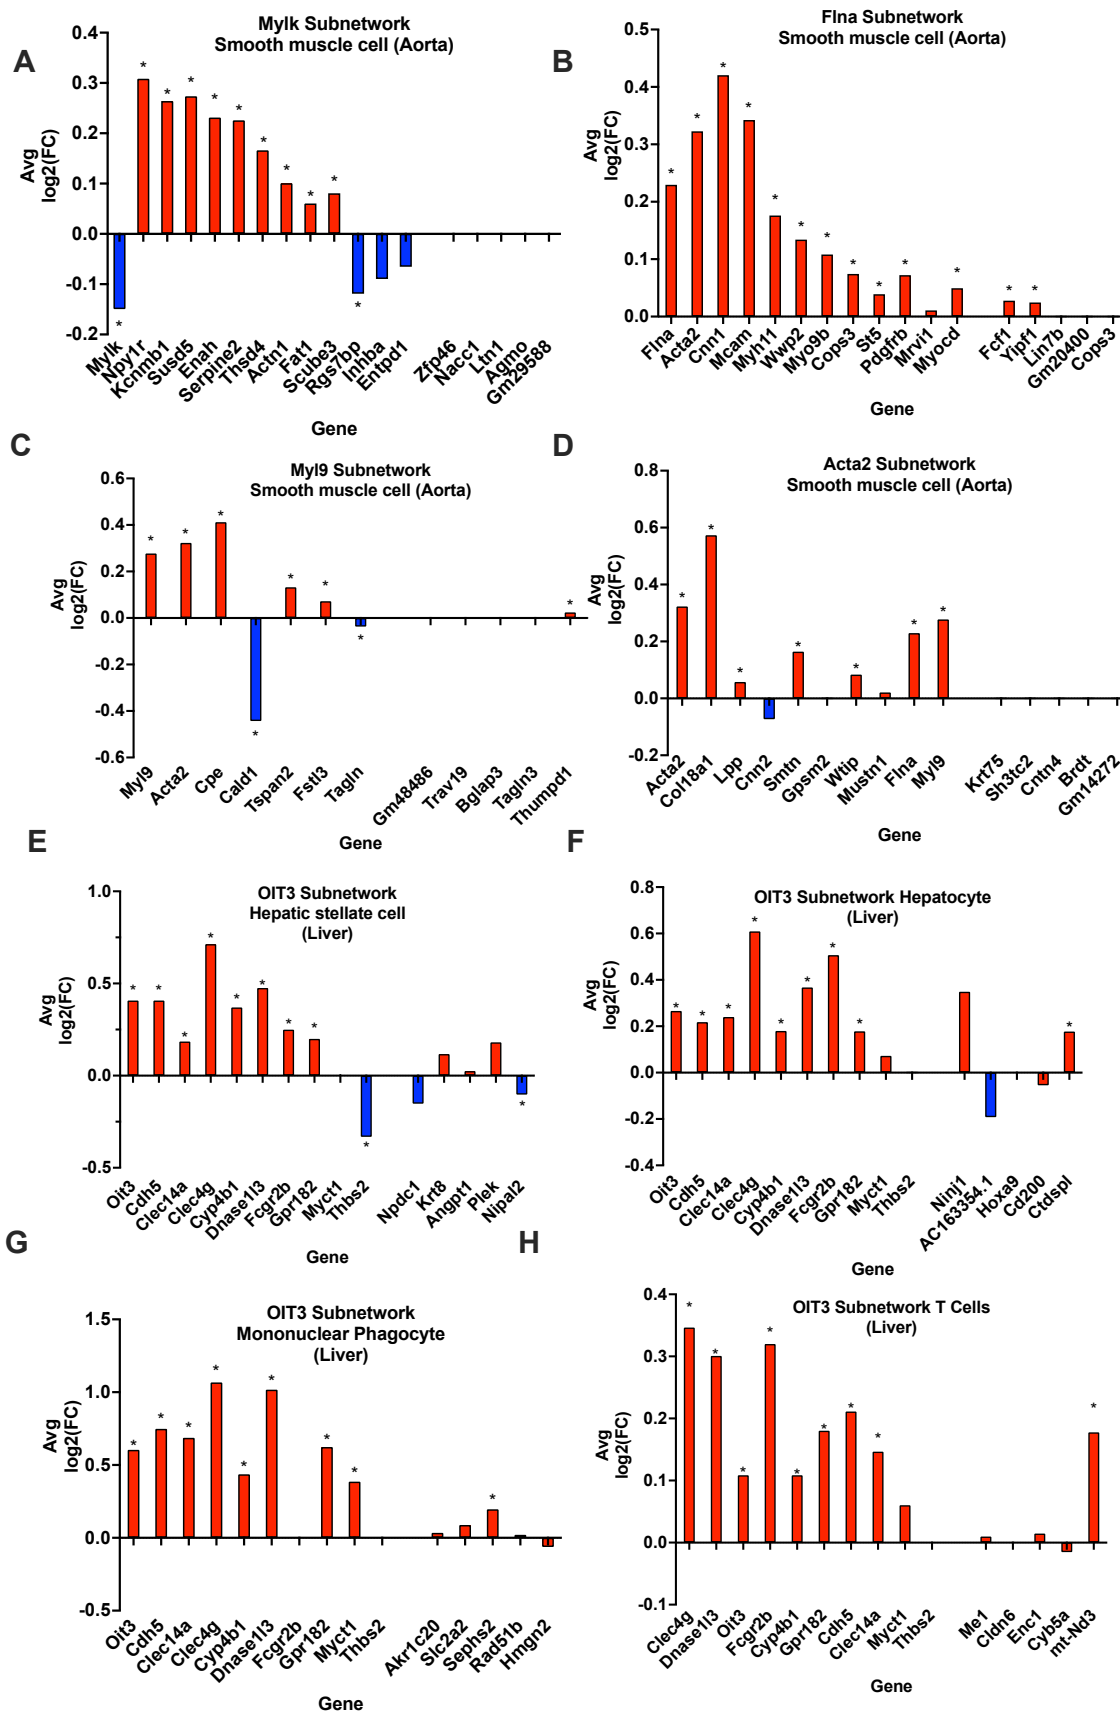 A
Mylk Subnetwork
Smooth muscle cell (Aorta)
Avg
log2(FC)
0.4
0.3
0.2
0.1
0.0
-0.1
-0.2
* * * * * * * * * * * *
Mylk
Npy1r
Kcnmb1
Susd5
Enah
Serpine2
Thsd4
Actn1
Fat1
Scube3
Rgs7bp
Inhba
Entpd1
Zfp46
Nacc1
Ltn1
Agmo
Gm29588
Gene
B
Flna Subnetwork
Smooth muscle cell (Aorta)
Avg
log2(FC)
0.5
0.4
0.3
0.2
0.1
0.0
* * * * * * * * * * * * *
Flna
Acta2
Cnn1
Mcam
Myh11
Wwp2
Myo9b
Cops3
St5
Pdgfrb
Mrvi1
Myocd
Fcf1
Yipf1
Lin7b
Gm20400
Cops3
Gene
C
Myl9 Subnetwork
Smooth muscle cell (Aorta)
Avg
log2(FC)
0.6
0.4
0.2
0.0
-0.2
-0.4
-0.6
* * * * * * * *
Myl9
Acta2
Cpe
Cald1
Tspan2
Fstl3
Tagln
Gm48486
Trav19
Bglap3
Tagln3
Thumpd1
Gene
D
Acta2 Subnetwork
Smooth muscle cell (Aorta)
Avg
log2(FC)
0.8
0.6
0.4
0.2
0.0
-0.2
* * * * * * *
Acta2
Col18a1
Lpp
Cnn2
Smtn
Gpsm2
Wtip
Mustn1
Flna
Myl9
Krt75
Sh3tc2
Cntn4
Brdt
Gm14272
Gene
E
OIT3 Subnetwork
Hepatic stellate cell
(Liver)
Avg
log2(FC)
1.0
0.5
0.0
-0.5
* * * * * * * * * *
Oit3
Cdh5
Clec14a
Clec4g
Cyp4b1
Dnase1l3
Fcgr2b
Gpr182
Myct1
Thbs2
Npdc1
Krt8
Angpt1
Plek
Nipal2
Gene
F
OIT3 Subnetwork Hepatocyte
(Liver)
Avg
log2(FC)
0.8
0.6
0.4
0.2
0.0
-0.2
-0.4
* * * * * * * * *
Oit3
Cdh5
Clec14a
Clec4g
Cyp4b1
Dnase1l3
Fcgr2b
Gpr182
Myct1
Thbs2
Ninj1
AC163354.1
Hoxa9
Cd200
Ctdspl
Gene
G
OIT3 Subnetwork
Mononuclear Phagocyte
(Liver)
Avg
log2(FC)
1.5
1.0
0.5
0.0
-0.5
* * * * * * * * *
Oit3
Cdh5
Clec14a
Clec4g
Cyp4b1
Dnase1l3
Fcgr2b
Gpr182
Myct1
Thbs2
Akr1c20
Slc2a2
Sephs2
Rad51b
Hmgn2
Gene
H
OIT3 Subnetwork T Cells
(Liver)
Avg
log2(FC)
0.4
0.3
0.2
0.1
0.0
-0.1
* * * * * * * * *
Clec4g
Dnase1l3
Oit3
Fcgr2b
Cyp4b1
Gpr182
Cdh5
Clec14a
Myct1
Thbs2
Me1
Cldn6
Enc1
Cyb5a
mt-Nd3
Gene